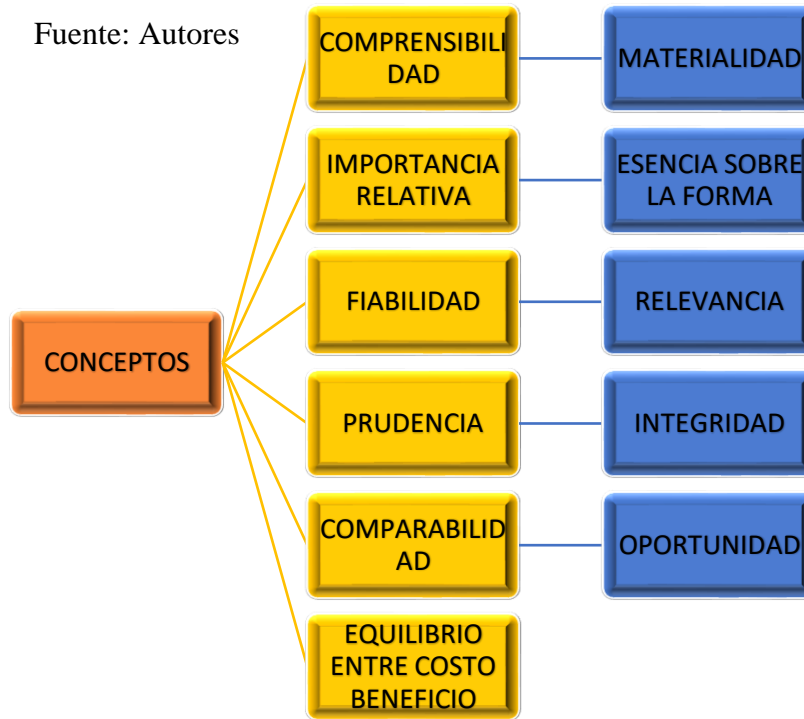 Fuente: Autores
COMPRENSIBILI
DAD
MATERIALIDAD
IMPORTANCIA
RELATIVA
ESENCIA SOBRE
LA FORMA
FIABILIDAD
RELEVANCIA
CONCEPTOS
PRUDENCIA
INTEGRIDAD
COMPARABILID
AD
OPORTUNIDAD
EQUILIBRIO
ENTRE COSTO
BENEFICIO